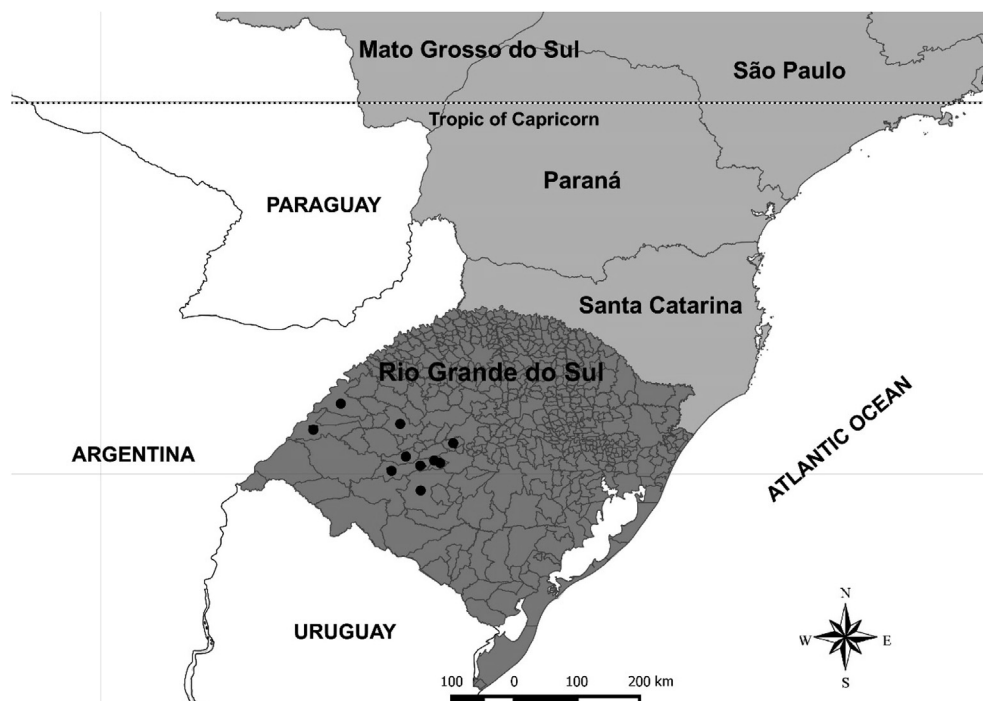 Mato Grosso do Sul
São Paulo
Tropic of Capricorn
Paraná
PARAGUAY
Santa Catarina
Rio Grande do Sul
ATLANTIC OCEAN
ARGENTINA
URUGUAY
N
W E
S
100 0 100 200 km